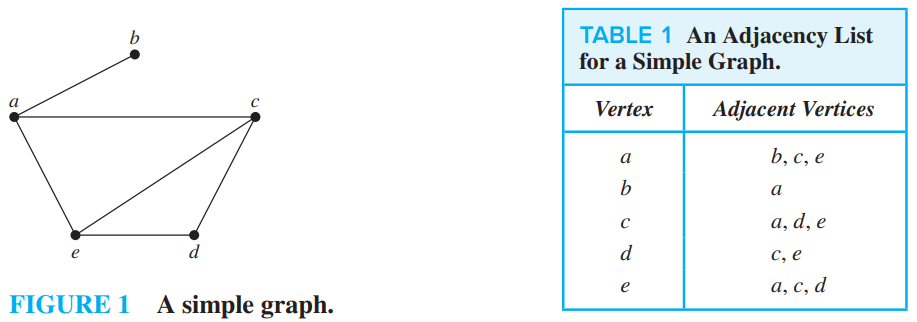 b
a
c
e
d
FIGURE 1 A simple graph.
TABLE 1 An Adjacency List
for a Simple Graph.
Vertex Adjacent Vertices
a b, c, e
b a
c a, d, e
d c, e
e a, c, d